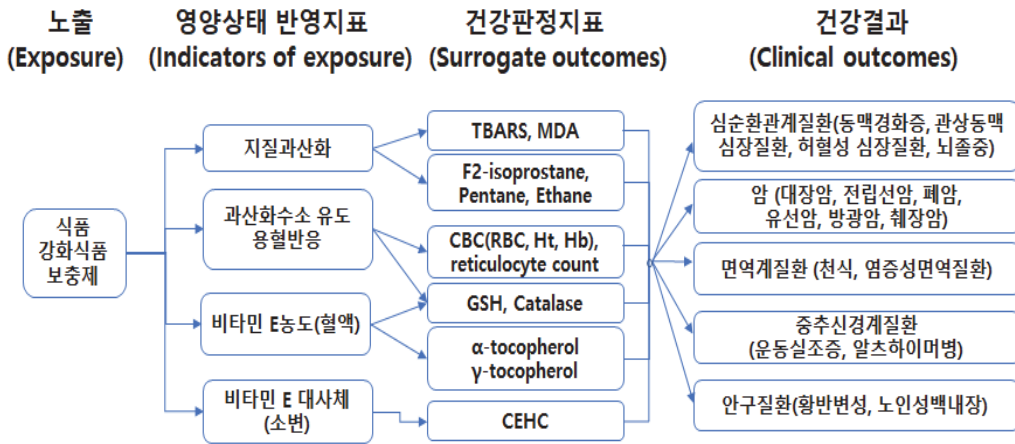 노출
(Exposure)
영양상태 반영지표
(Indicators of exposure)
건강판정지표
(Surrogate outcomes)
건강결과
(Clinical outcomes)
식품
강화식품
보충제
지질과산화
과산화수소 유도
용혈반응
비타민 E농도(혈액)
비타민 E 대사체
(소변)
TBARS, MDA
F2-isoprostane,
Pentane, Ethane
CBC(RBC, Ht, Hb),
reticulocyte count
GSH, Catalase
α-tocopherol
γ-tocopherol
CEHC
심순환관계질환(동맥경화증, 관상동맥
심장질환, 허혈성 심장질환, 뇌졸중)
암 (대장암, 전립선암, 폐암,
유선암, 방광암, 췌장암)
면역계질환 (천식, 염증성면역질환)
중추신경계질환
(운동실조증, 알츠하이머병)
안구질환(황반변성, 노인성백내장)